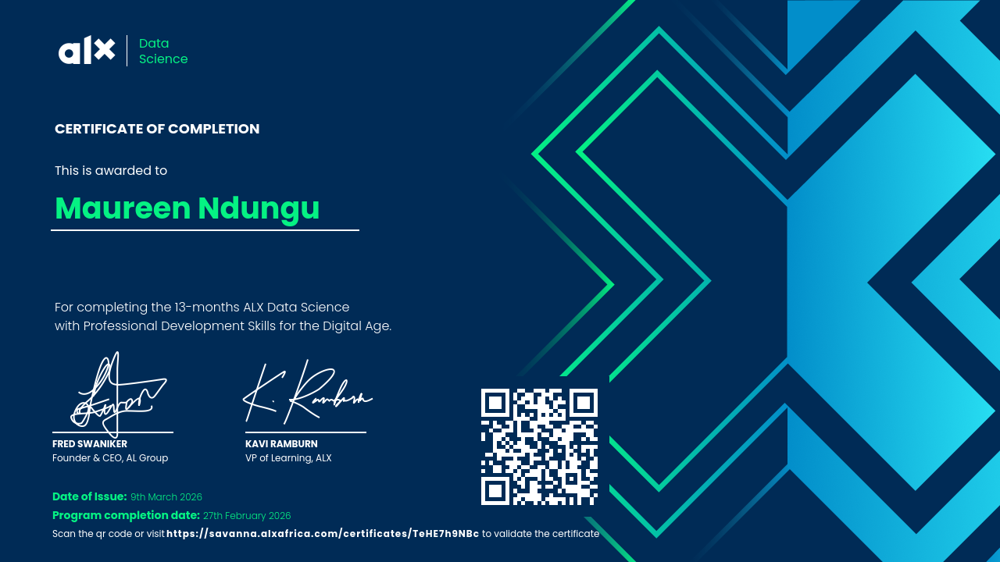 alx
Data
Science
CERTIFICATE OF COMPLETION
This is awarded to
Maureen Ndungu
For completing the 13-months ALX Data Science
with Professional Development Skills for the Digital Age.
K. Ramburn
FRED SWANIKER
Founder & CEO, AL Group
KAVI RAMBURN
VP of Learning, ALX
Date of Issue: 9th March 2026
Program completion date: 27th February 2026
Scan the qr code or visit https://savanna.alxafrica.com/certificates/TeHE7h9NBc to validate the certificate